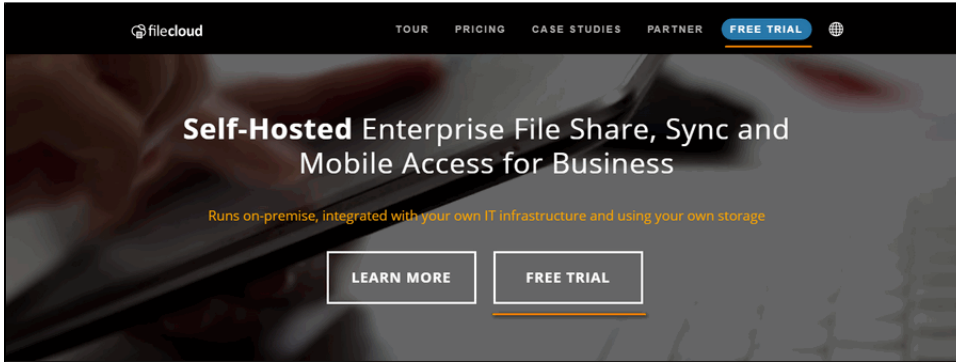 filecloud
TOUR PRICING CASE STUDIES PARTNER FREE TRIAL
Self-Hosted Enterprise File Share, Sync and
Mobile Access for Business
Runs on-premise, integrated with your own IT infrastructure and using your own storage
LEARN MORE FREE TRIAL